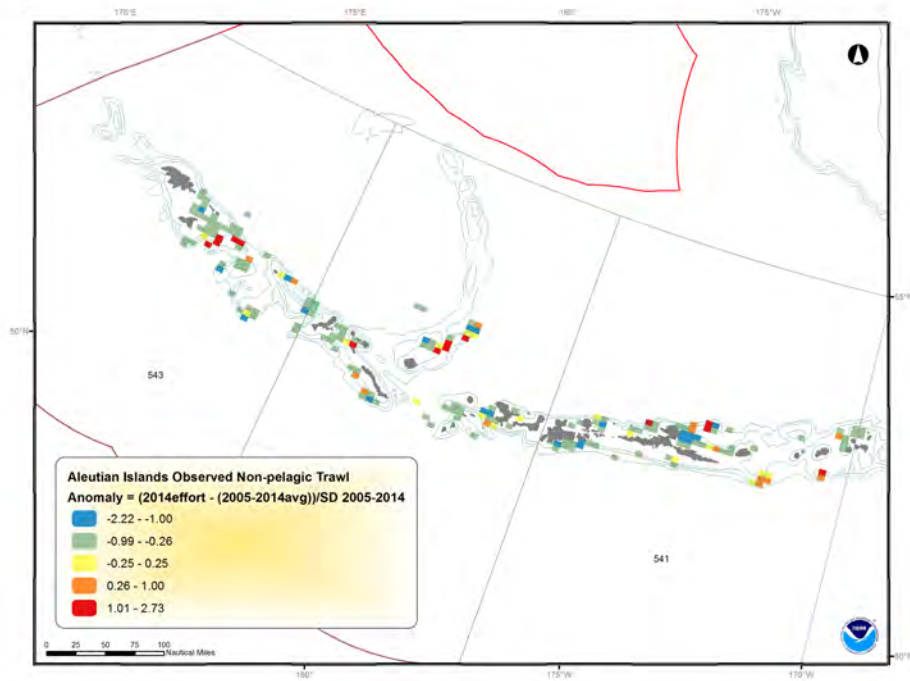 170°E 175°E 180° 175°W
55°N
50°N
543
Aleutian Islands Observed Non-pelagic Trawl
Anomaly = (2014effort - (2005-2014avg))/SD 2005-2014
-2.22 - -1.00
-0.99 - -0.26
-0.25 - 0.25
0.26 - 1.00
1.01 - 2.73
541
0 25 50 75 100
Nautical Miles
NOAA
180° 175°W 170°W